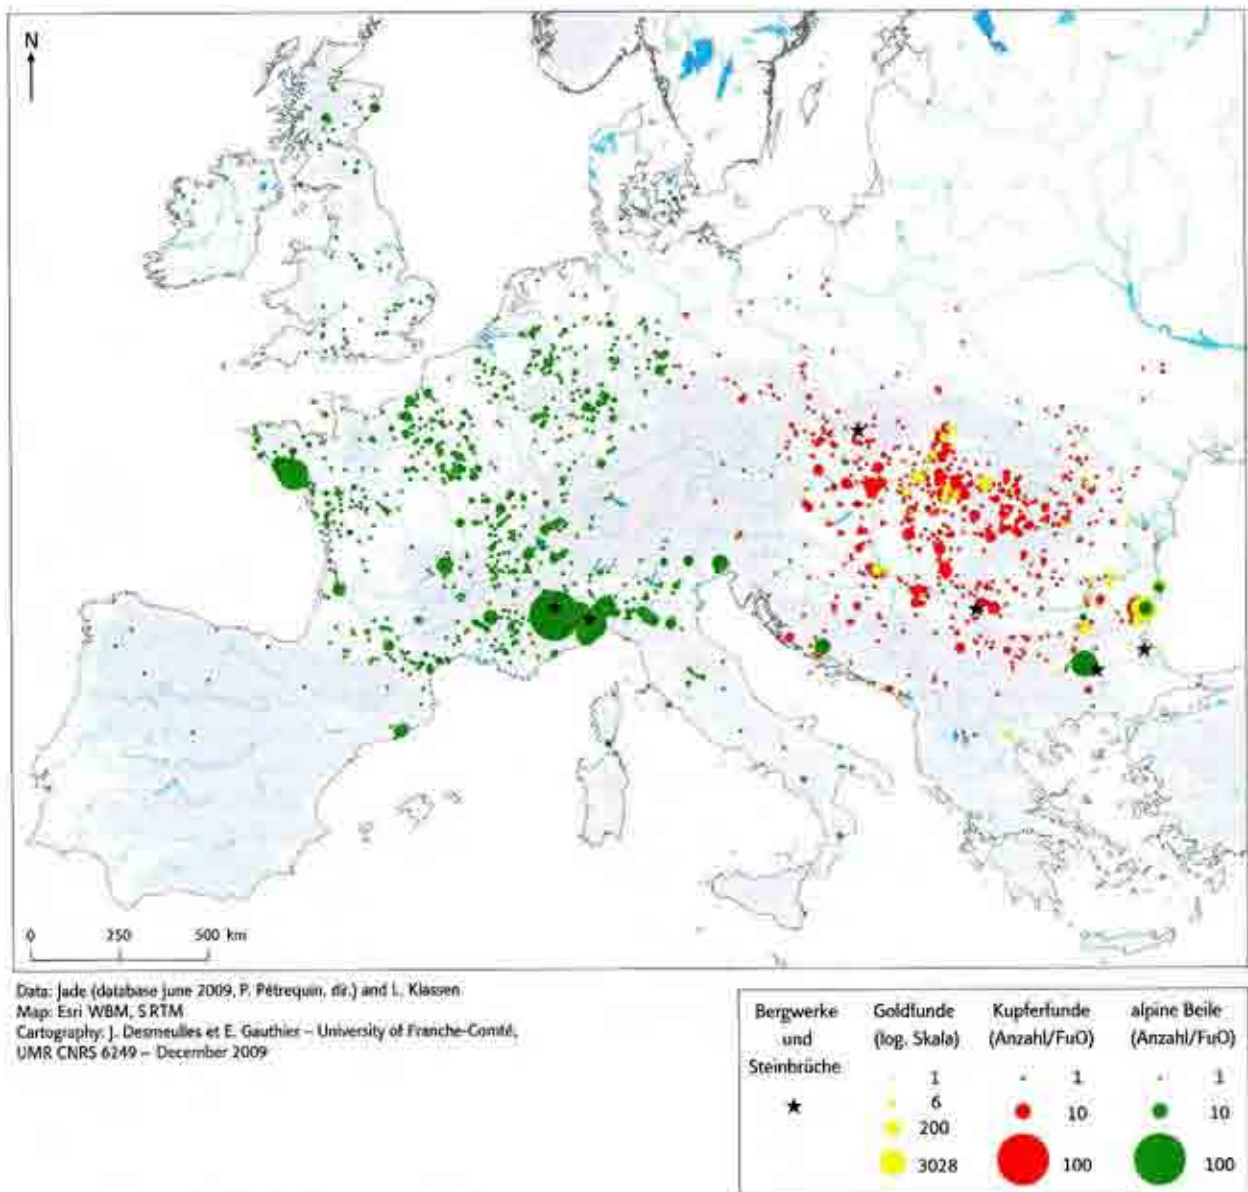 N
0 250 500 km
Data: Jade (database June 2009, P. Pétrequin, dir.) and L. Klassen
Map: Esri WBM, SRTM
Cartography: J. Desmeulles et E. Gauthier – University of Franche-Comté,
UMR CNRS 6249 – December 2009
Bergwerke
und
Steinbrüche
Goldfunde
(log. Skala)
1
6
200
3028
Kupferfunde
(Anzahl/FuO)
1
10
100
alpine Beile
(Anzahl/FuO)
1
10
100